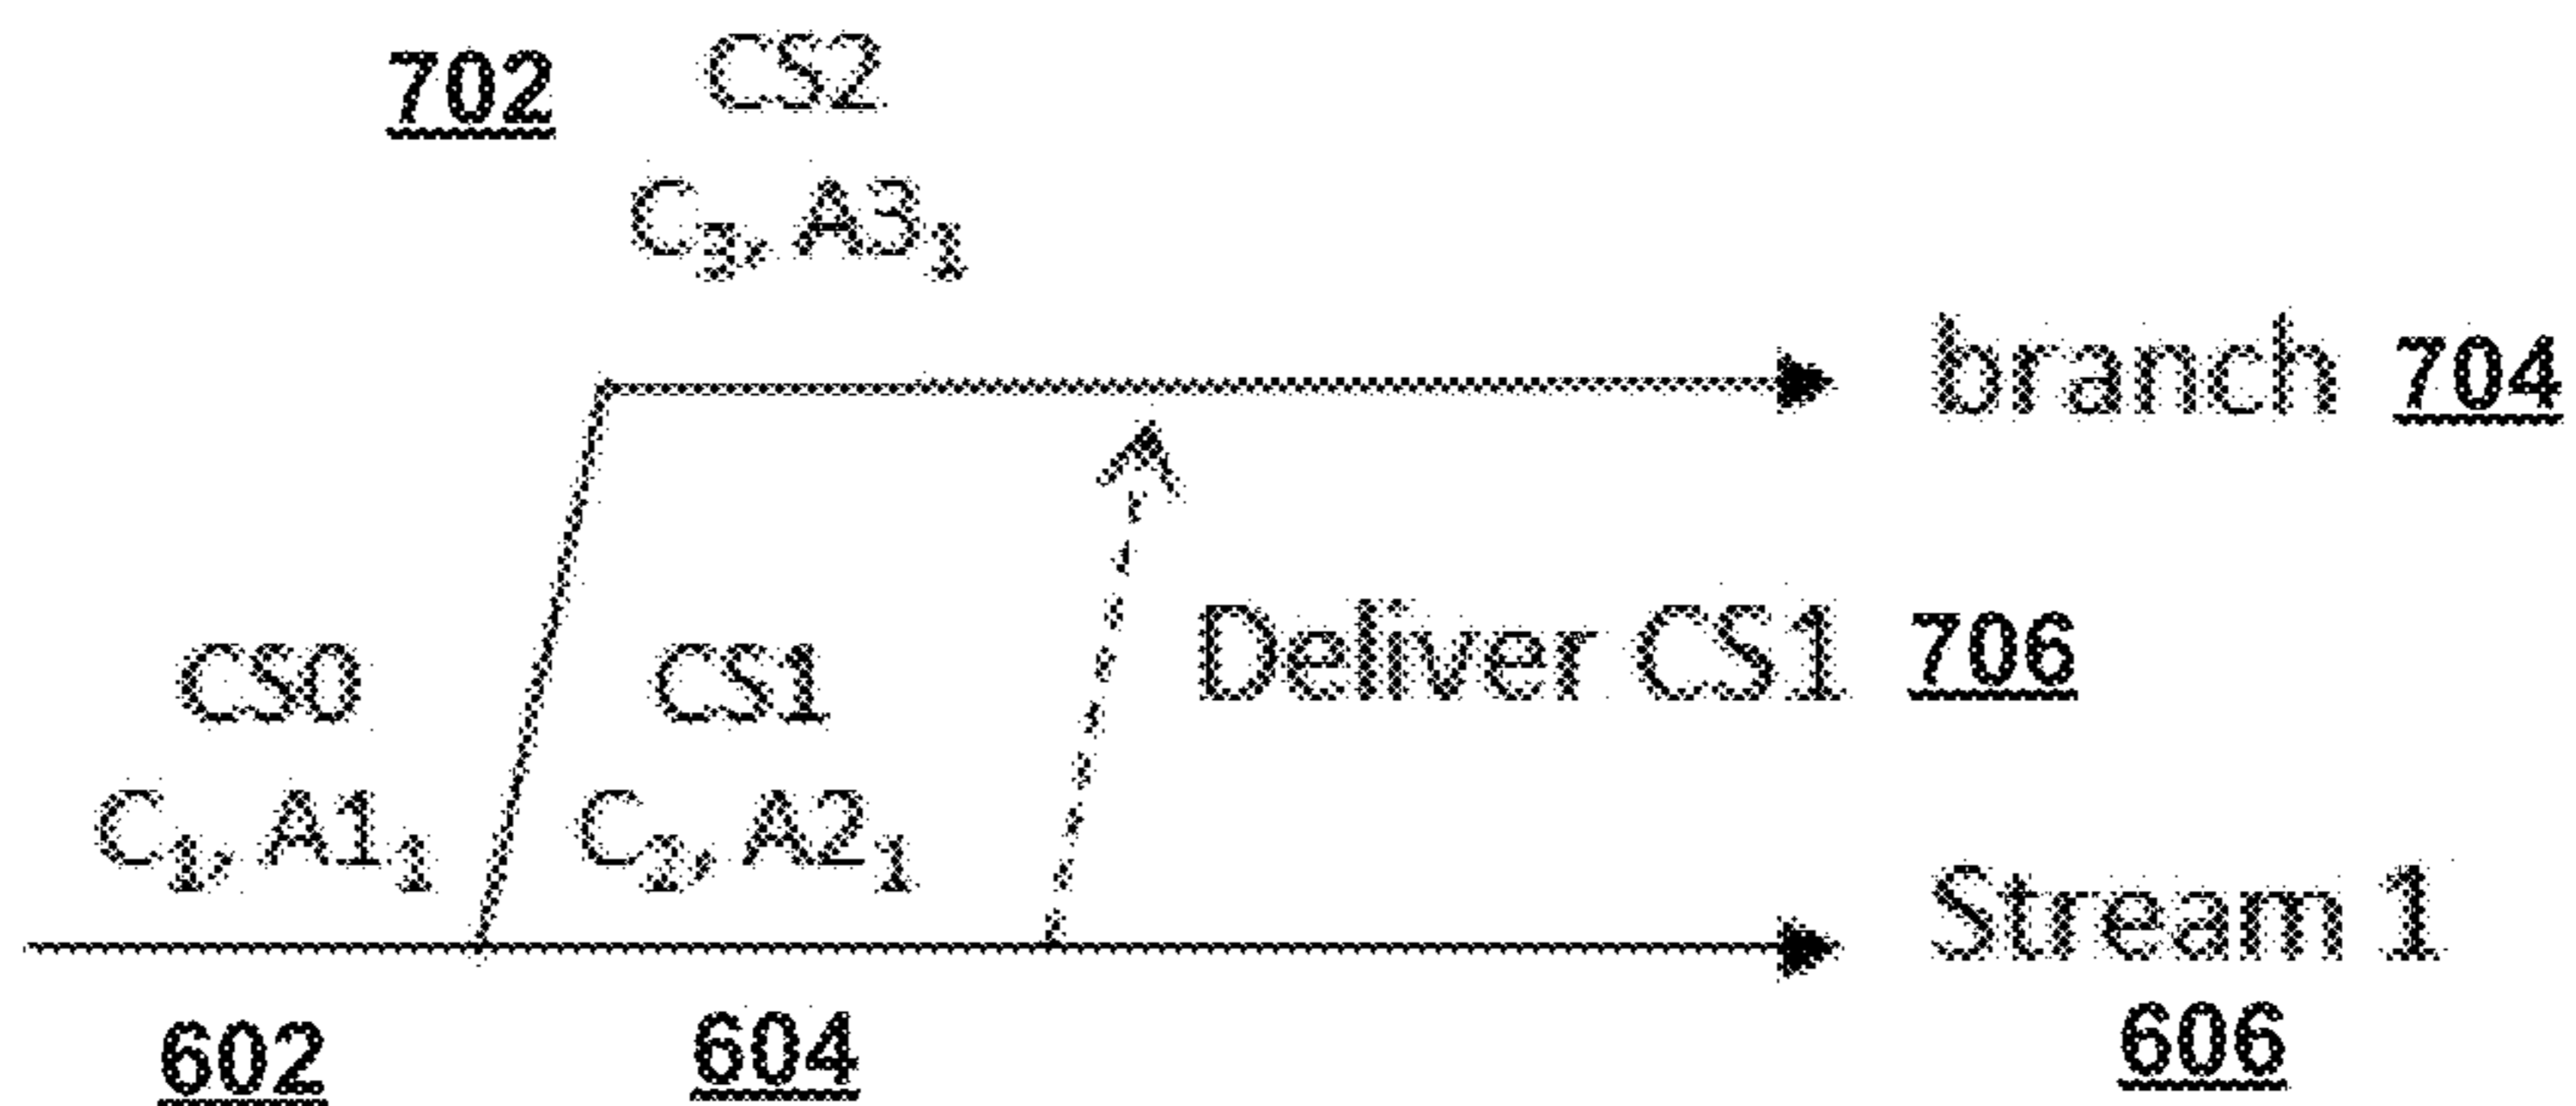 702 CS2
C₃, A3₁
branch 704
Deliver CS1 706
CS0 CS1
C₁, A1₁ C₂, A2₁
Stream 1
602 604 606